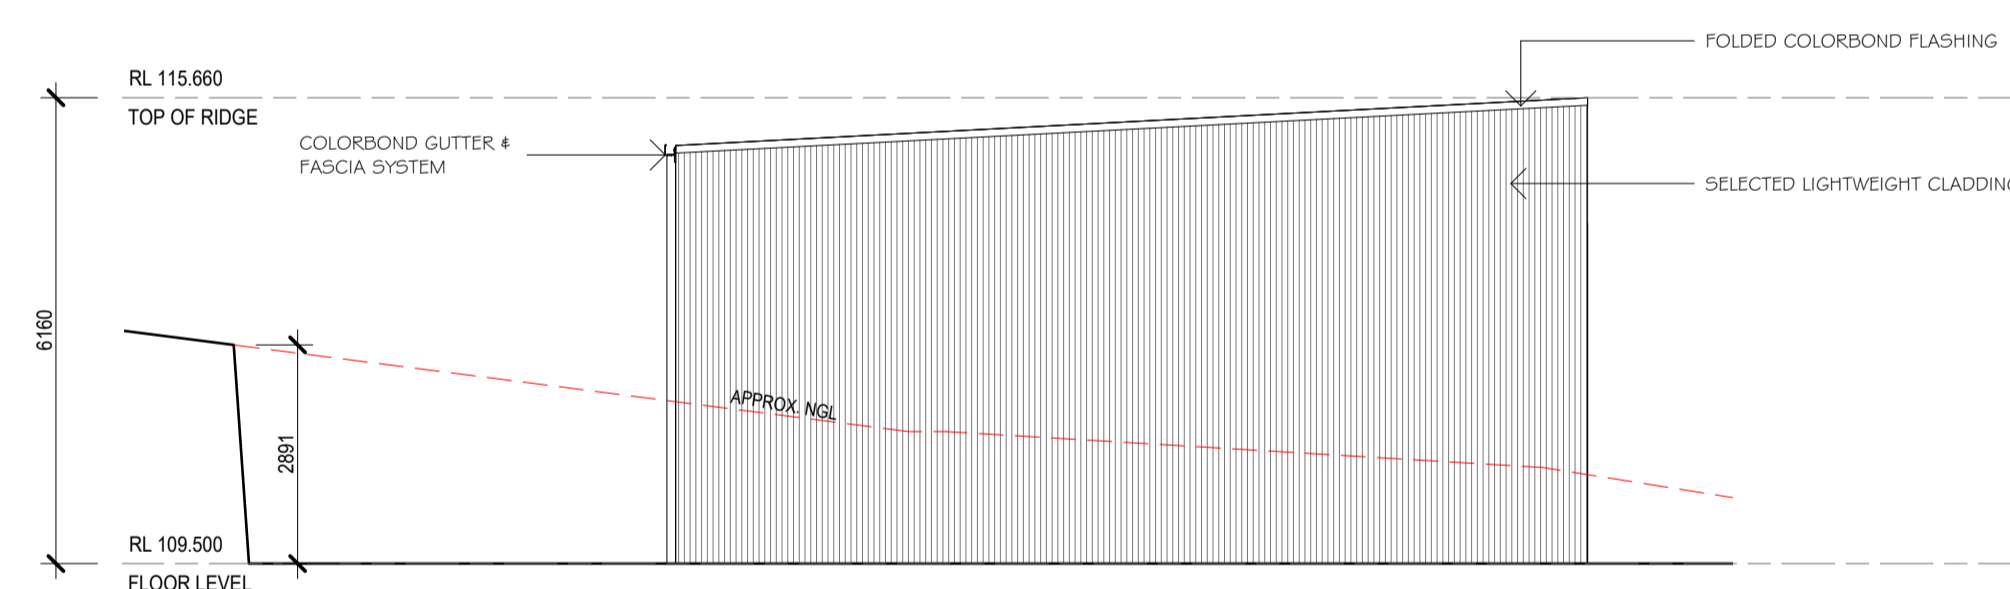 FOLDED COLORBOND FLASHING
RL 115.660
TOP OF RIDGE
COLORBOND GUTTER &
FASCIA SYSTEM
SELECTED LIGHTWEIGHT CLADDING
6160
APPROX. NGL
2891
RL 109.500
FLOOR LEVEL